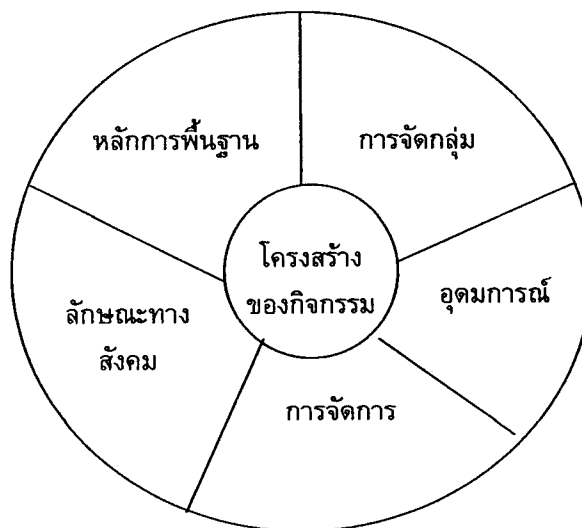 หลักการพื้นฐาน
การจัดกลุ่ม
โครงสร้าง
ของกิจกรรม
อุดมการณ์
ลักษณะทาง
สังคม
การจัดการ